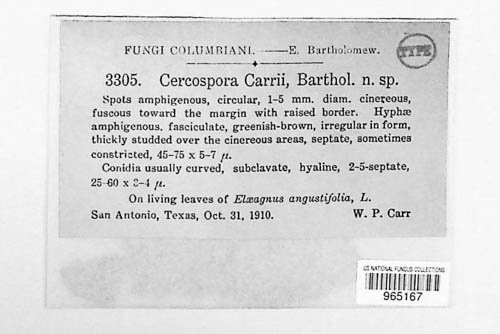 FUNGI COLUMBIANI. —— E. Bartholomew.
TYPE
3305. Cercospora Carrii, Barthol. n. sp.
Spots amphigenous, circular, 1-5 mm. diam. cinereous,
fuscous toward the margin with raised border. Hyphæ
amphigenous. fasciculate, greenish-brown, irregular in form,
thickly studded over the cinereous areas, septate, sometimes
constricted, 45-75 x 5-7 μ.
Conidia usually curved, subclavate, hyaline, 2-5-septate,
25-60 x 3-4 μ.
On living leaves of Elæagnus angustifolia, L.
San Antonio, Texas, Oct. 31, 1910. W. P. Carr
US NATIONAL FUNGUS COLLECTIONS
965167